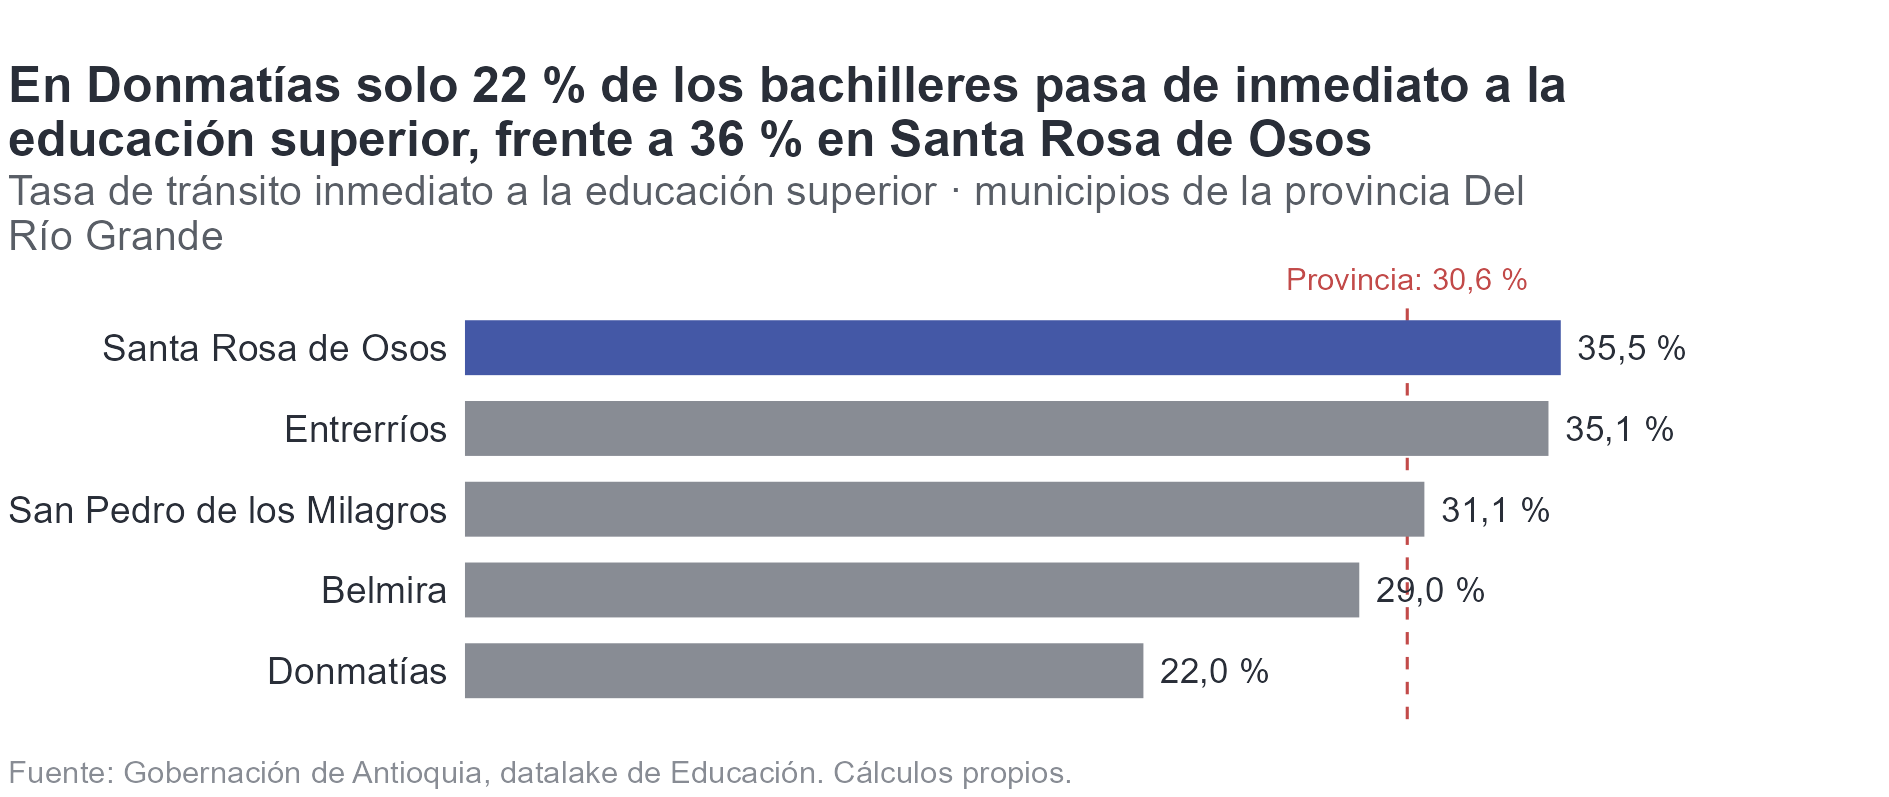 En Donmatías solo 22 % de los bachilleres pasa de inmediato a la
educación superior, frente a 36 % en Santa Rosa de Osos
Tasa de tránsito inmediato a la educación superior · municipios de la provincia Del
Río Grande
Provincia: 30,6 %
Santa Rosa de Osos 35,5 %
Entrerríos 35,1 %
San Pedro de los Milagros 31,1 %
Belmira 29,0 %
Donmatías 22,0 %
Fuente: Gobernación de Antioquia, datalake de Educación. Cálculos propios.